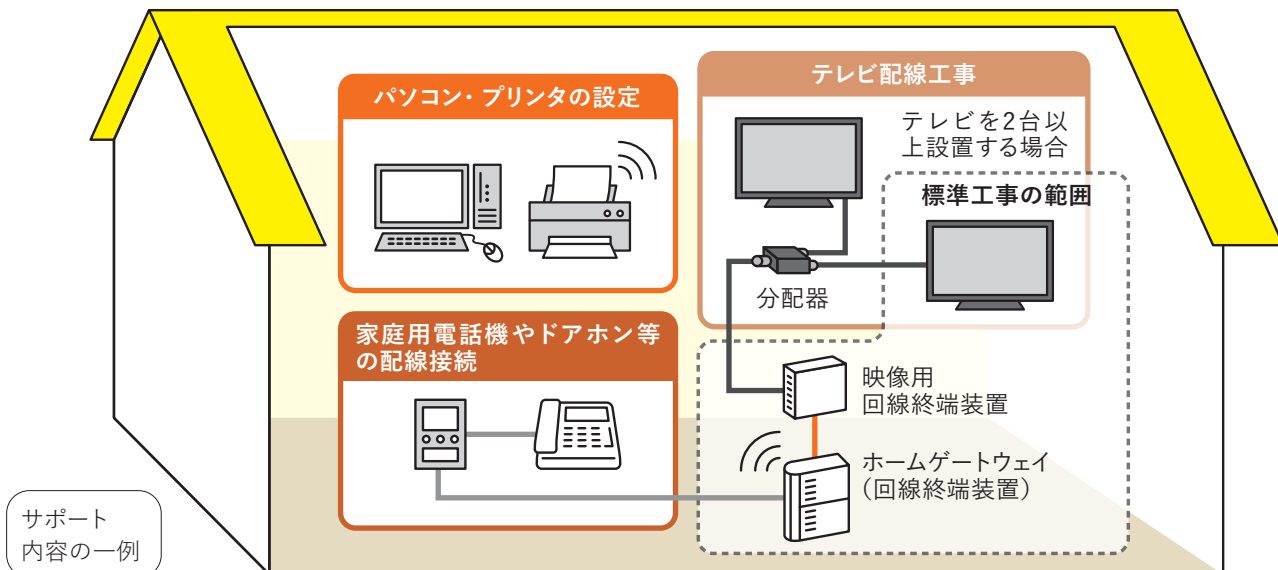 パソコン・プリンタの設定
テレビ配線工事
テレビを2台以
上設置する場合
標準工事の範囲
分配器
家庭用電話機やドアホン等
の配線接続
映像用
回線終端装置
ホームゲートウェイ
（回線終端装置）
サポート
内容の一例